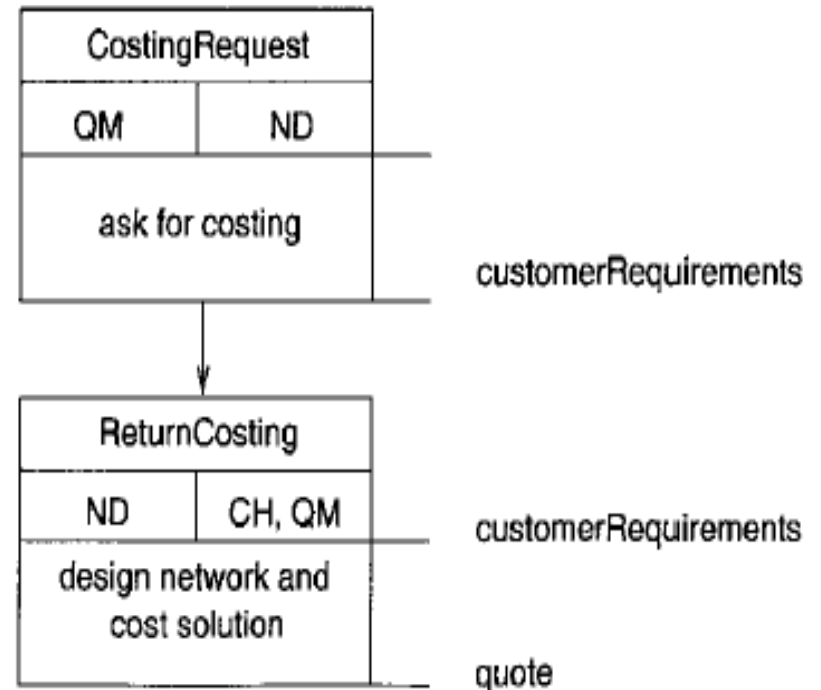 CostingRequest
QM ND
ask for costing
customerRequirements
ReturnCosting
ND CH, QM
customerRequirements
design network and
cost solution
quote